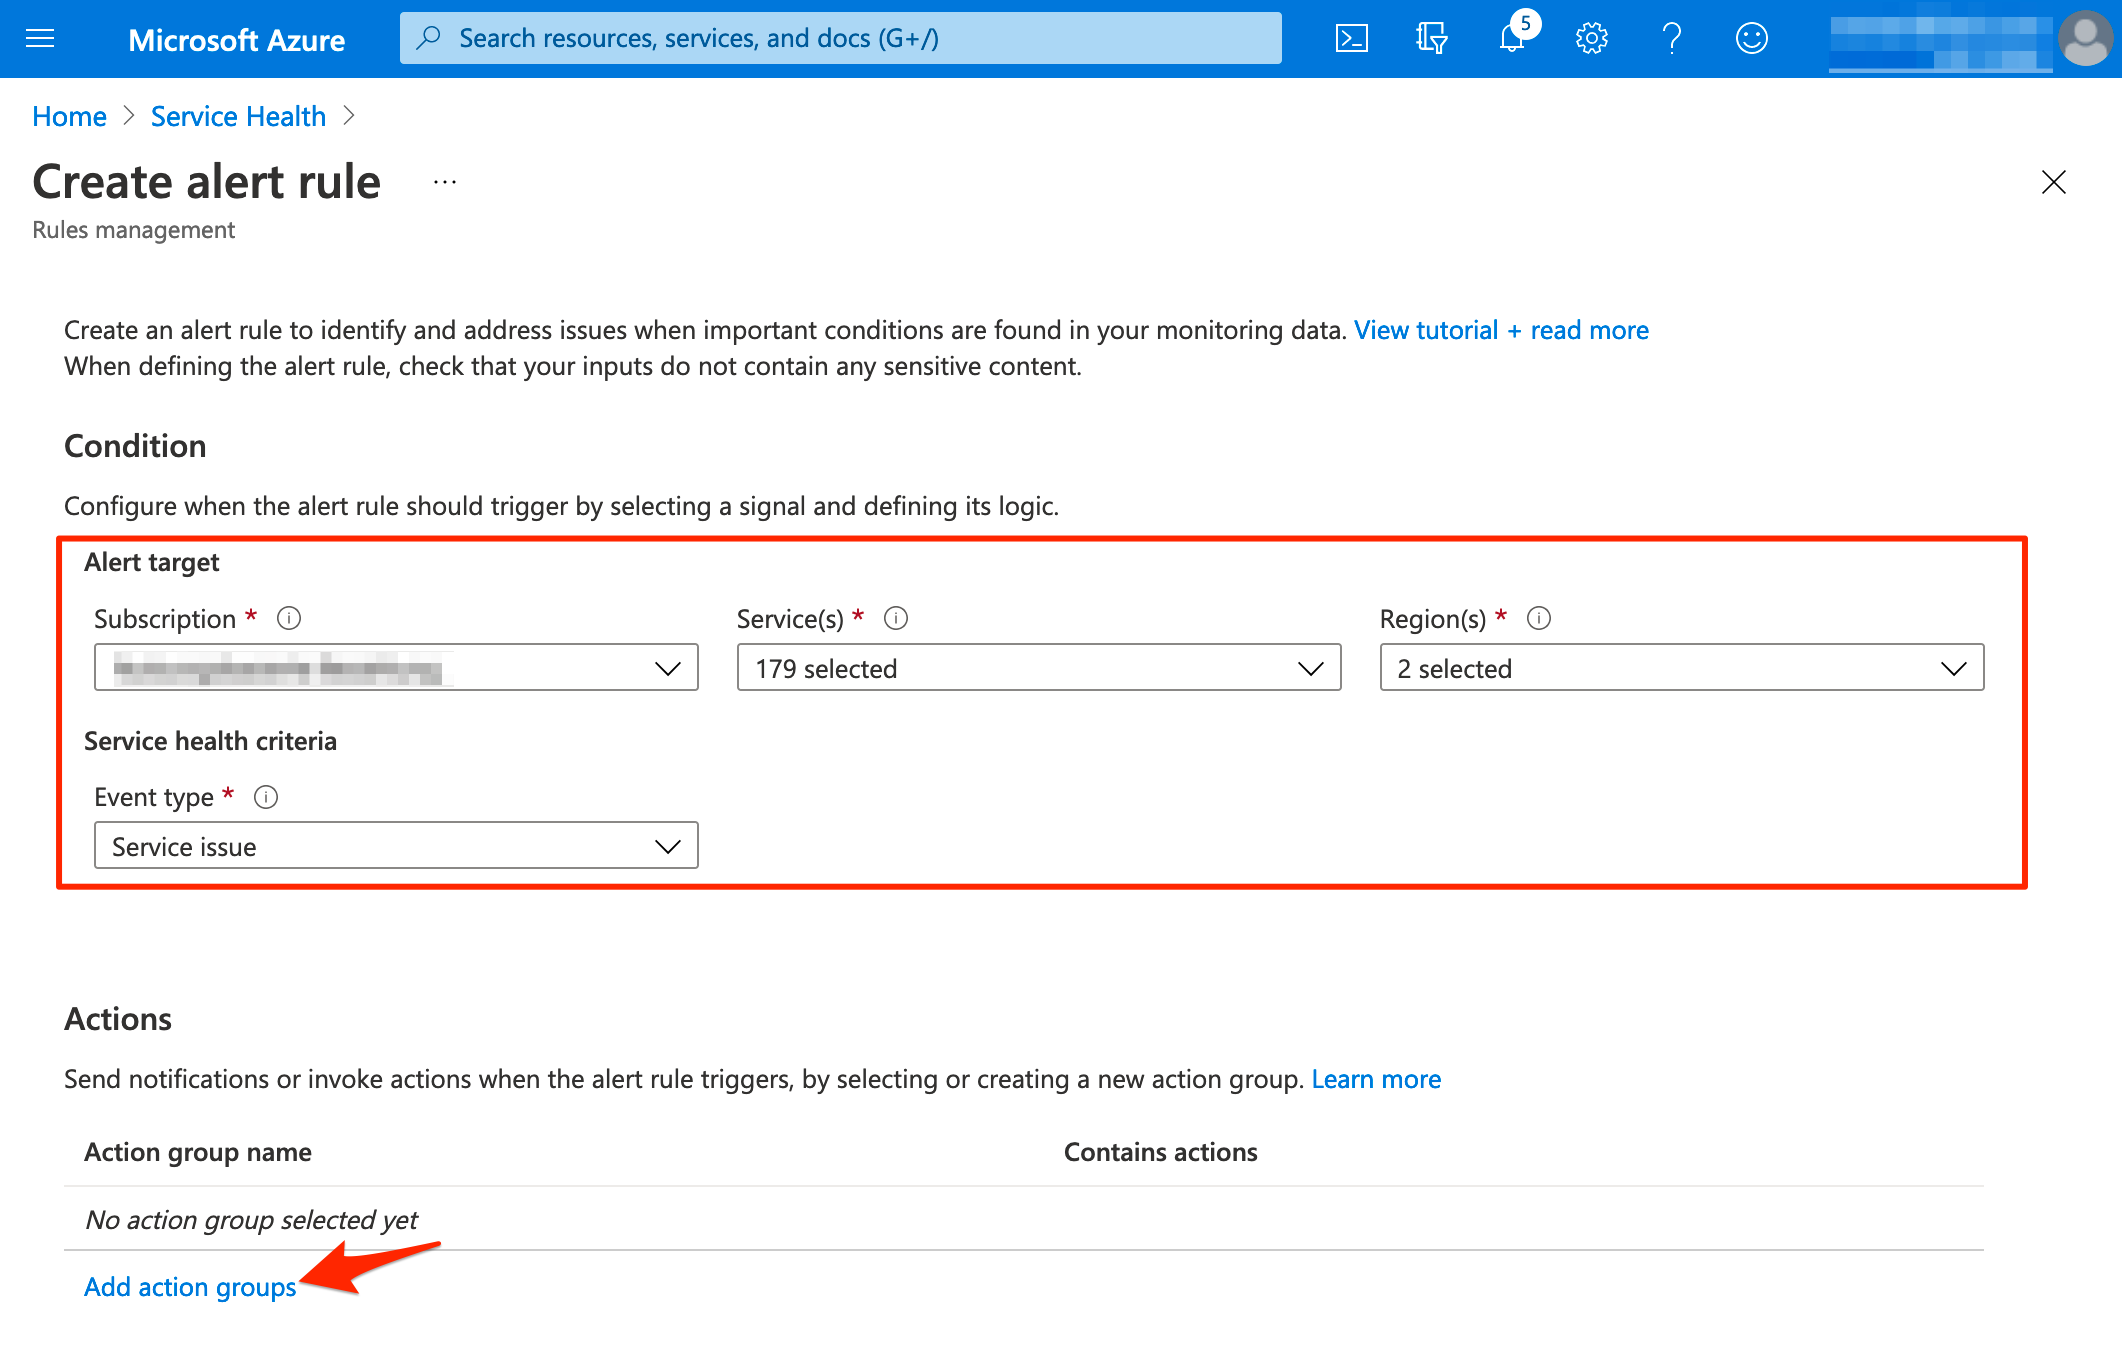 Microsoft Azure
Search resources, services, and docs (G+/)
5
Home > Service Health >
Create alert rule ...
Rules management
Create an alert rule to identify and address issues when important conditions are found in your monitoring data. View tutorial + read more
When defining the alert rule, check that your inputs do not contain any sensitive content.
Condition
Configure when the alert rule should trigger by selecting a signal and defining its logic.
Alert target
Subscription * Service(s) * Region(s) *
179 selected 2 selected
Service health criteria
Event type *
Service issue
Actions
Send notifications or invoke actions when the alert rule triggers, by selecting or creating a new action group. Learn more
Action group name Contains actions
No action group selected yet
Add action groups